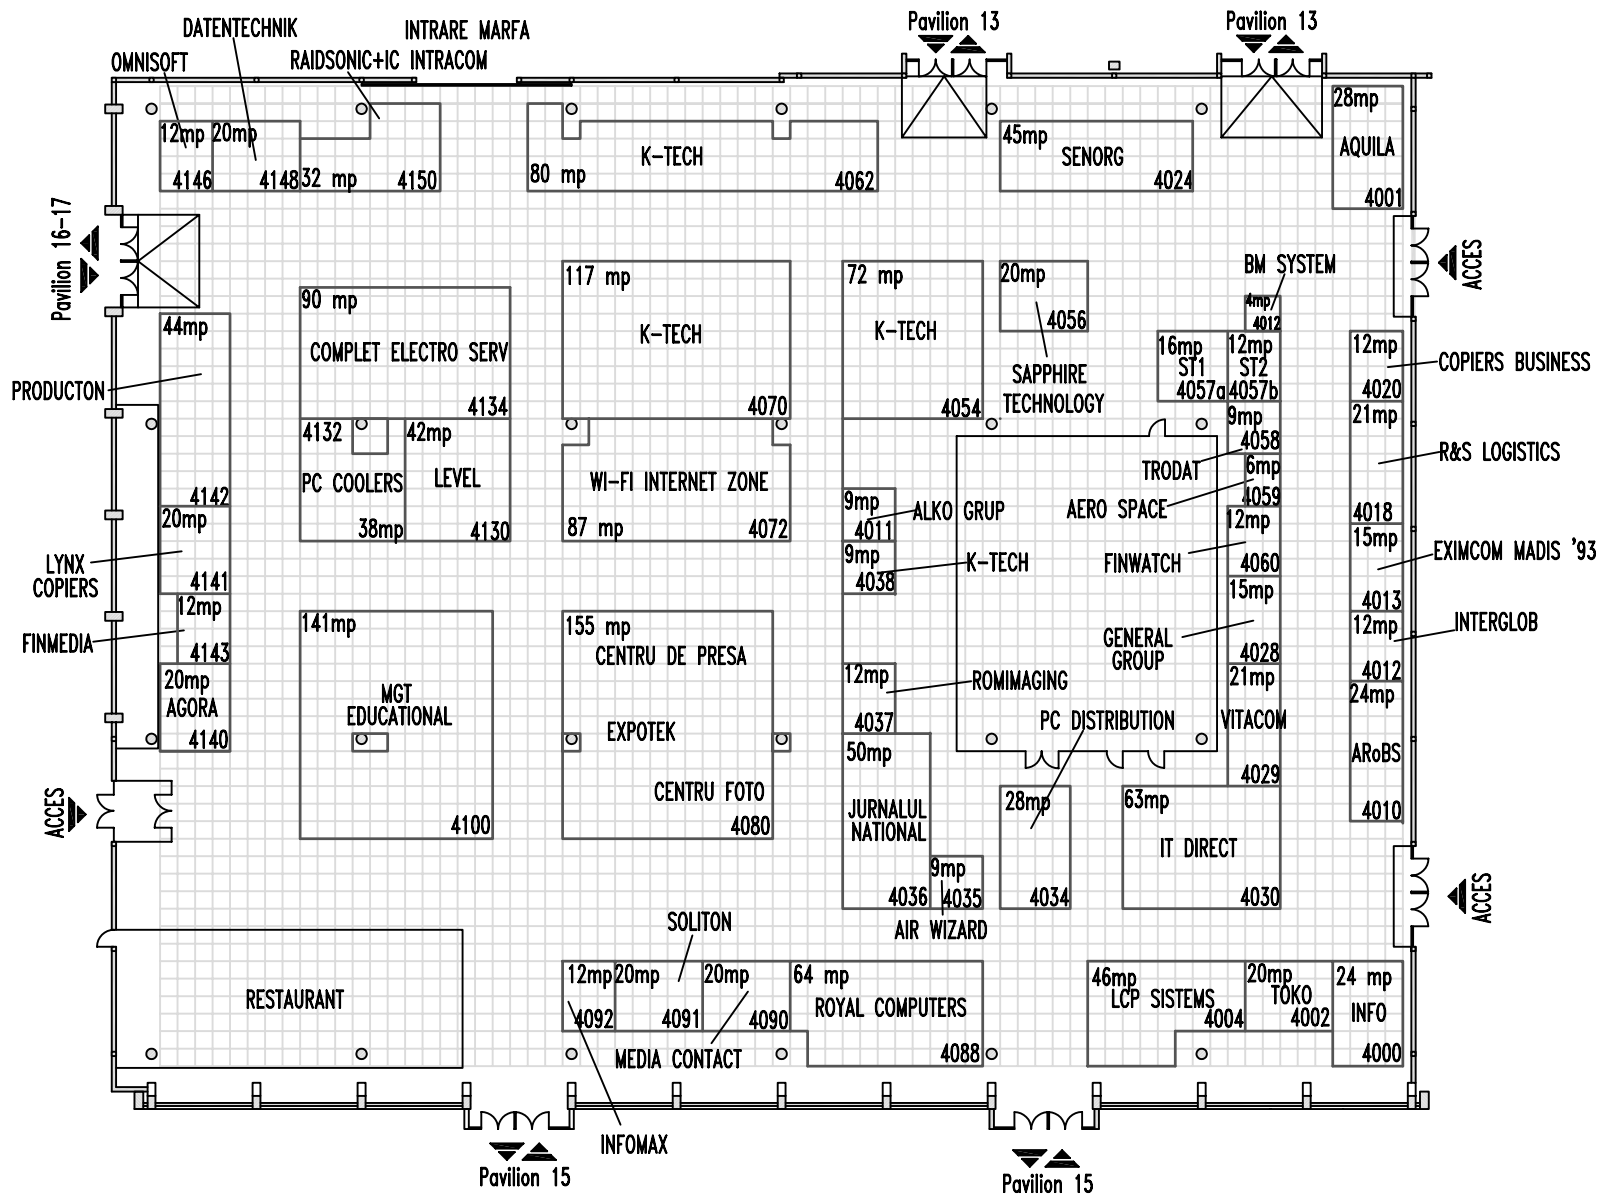 Pavilion 13
Pavilion 13
DATENTECHNIK
INTRARE MARFA
OMNISOFT
RAIDSONIC+IC INTRACOM
12mp
4146
20mp
4148
32 mp
4150
K-TECH
80 mp
4062
45mp
SENORG
4024
28mp
AQUILA
4001
Pavilion 16-17
ACCES
BM SYSTEM
4mp
4012
117 mp
K-TECH
4070
72 mp
K-TECH
4054
20mp
4056
SAPPHIRE
TECHNOLOGY
90 mp
COMPLET ELECTRO SERV
4134
44mp
PRODUCTON
4142
16mp
ST1
4057a
12mp
ST2
4057b
12mp
4020
COPIERS BUSINESS
4132
PC COOLERS
38mp
42mp
LEVEL
4130
WI-FI INTERNET ZONE
87 mp
4072
9mp
4058
TRODAT
6mp
4059
AERO SPACE
21mp
4018
R&S LOGISTICS
9mp
4011
ALKO GRUP
9mp
4038
K-TECH
12mp
4060
FINWATCH
15mp
4013
EXIMCOM MADIS '93
20mp
4141
LYNX
COPIERS
12mp
4143
FINMEDIA
15mp
4028
GENERAL
GROUP
12mp
4012
INTERGLOB
141mp
MGT
EDUCATIONAL
4100
155 mp
CENTRU DE PRESA
EXPOTEK
CENTRU FOTO
4080
20mp
AGORA
4140
12mp
4037
ROMIMAGING
PC DISTRIBUTION
21mp
VITACOM
4029
24mp
ARoBS
4010
50mp
JURNALUL
NATIONAL
4036
28mp
4034
63mp
IT DIRECT
4030
ACCES
9mp
4035
AIR WIZARD
ACCES
SOLITON
RESTAURANT
12mp
4092
20mp
4091
20mp
4090
64 mp
ROYAL COMPUTERS
4088
46mp
LCP SISTEMS
4004
20mp
TOKO
4002
24 mp
INFO
4000
MEDIA CONTACT
INFOMAX
Pavilion 15
Pavilion 15